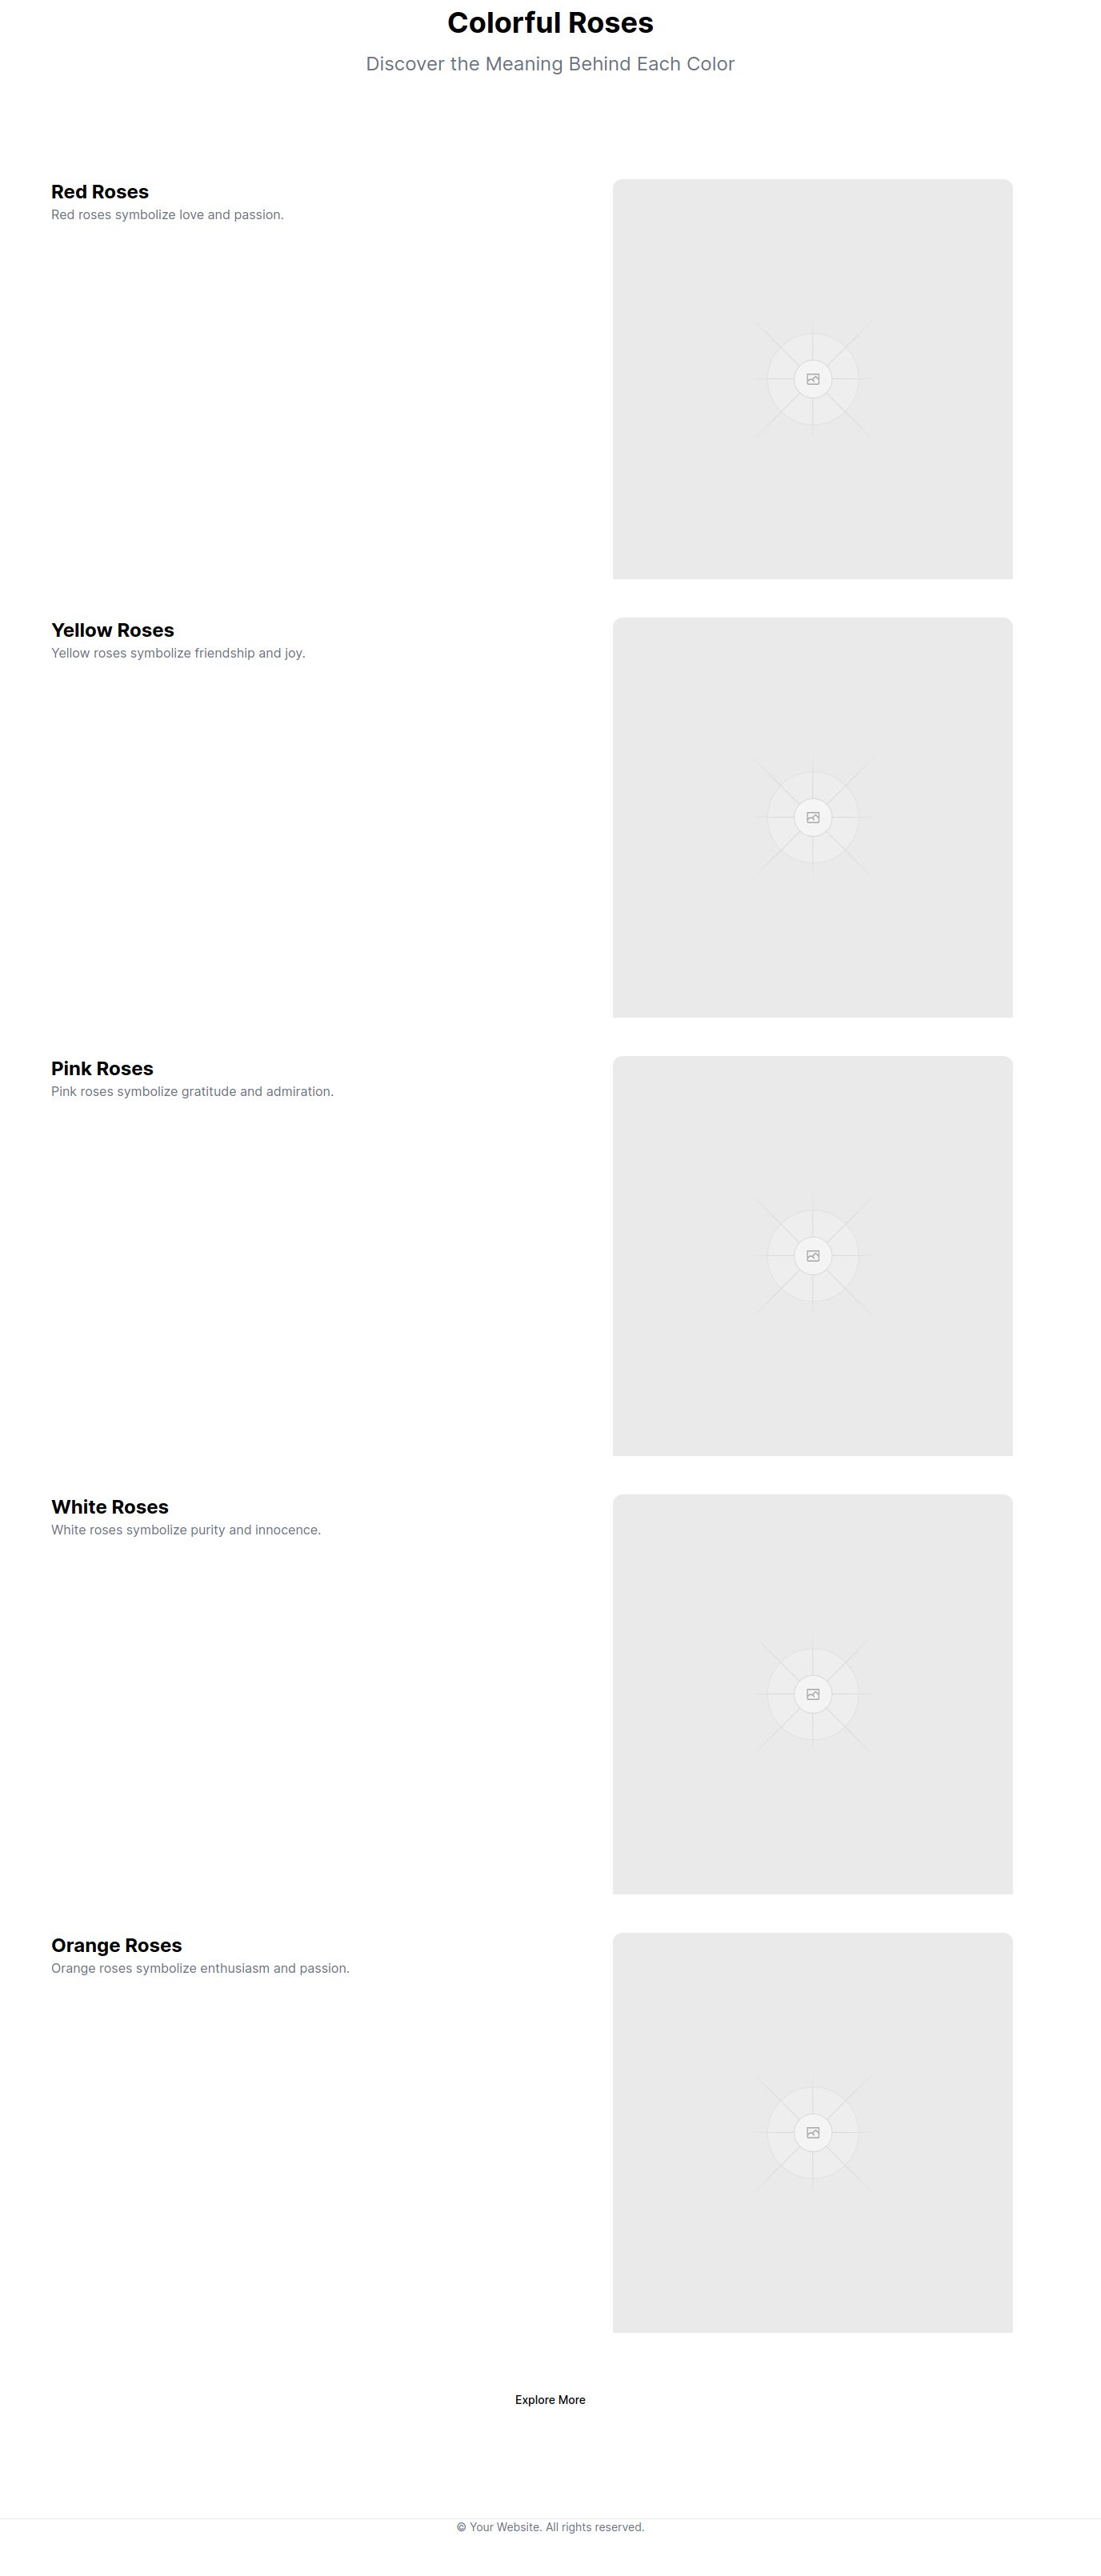 Colorful Roses
Discover the Meaning Behind Each Color
Red Roses
Red roses symbolize love and passion.
Yellow Roses
Yellow roses symbolize friendship and joy.
Pink Roses
Pink roses symbolize gratitude and admiration.
White Roses
White roses symbolize purity and innocence.
Orange Roses
Orange roses symbolize enthusiasm and passion.
Explore More
© Your Website. All rights reserved.